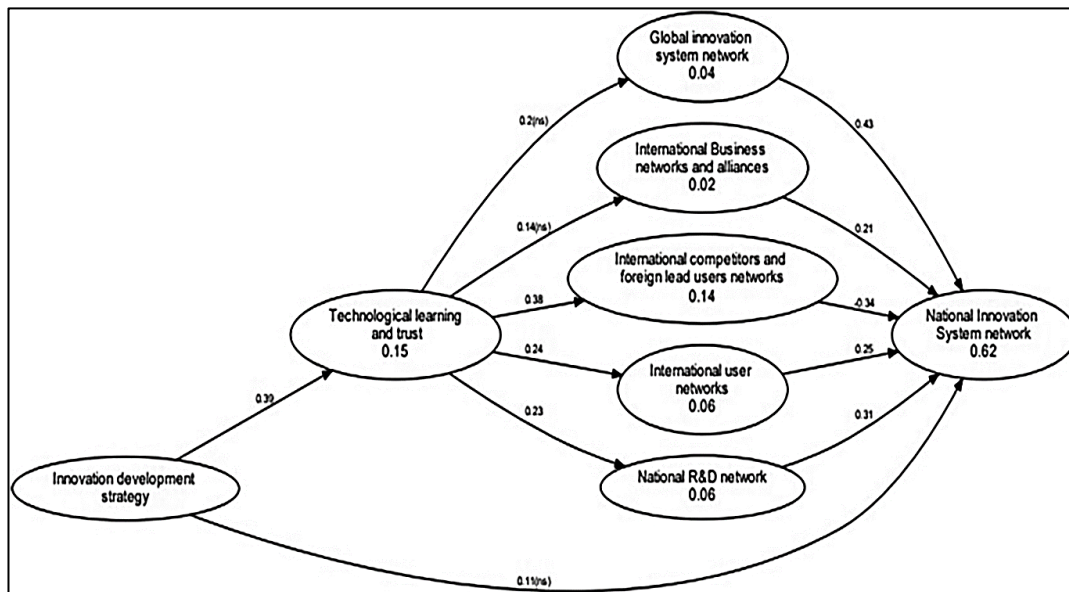 Global innovation
system network
0.04
0.2(ns)
0.43
International Business
networks and alliances
0.02
0.14(ns)
0.21
International competitors and
foreign lead users networks
0.14
0.38
-0.34
Technological learning
and trust
0.15
National Innovation
System network
0.62
0.24
0.25
International user
networks
0.06
0.23
0.31
0.39
National R&D network
0.06
Innovation development
strategy
0.11(ns)